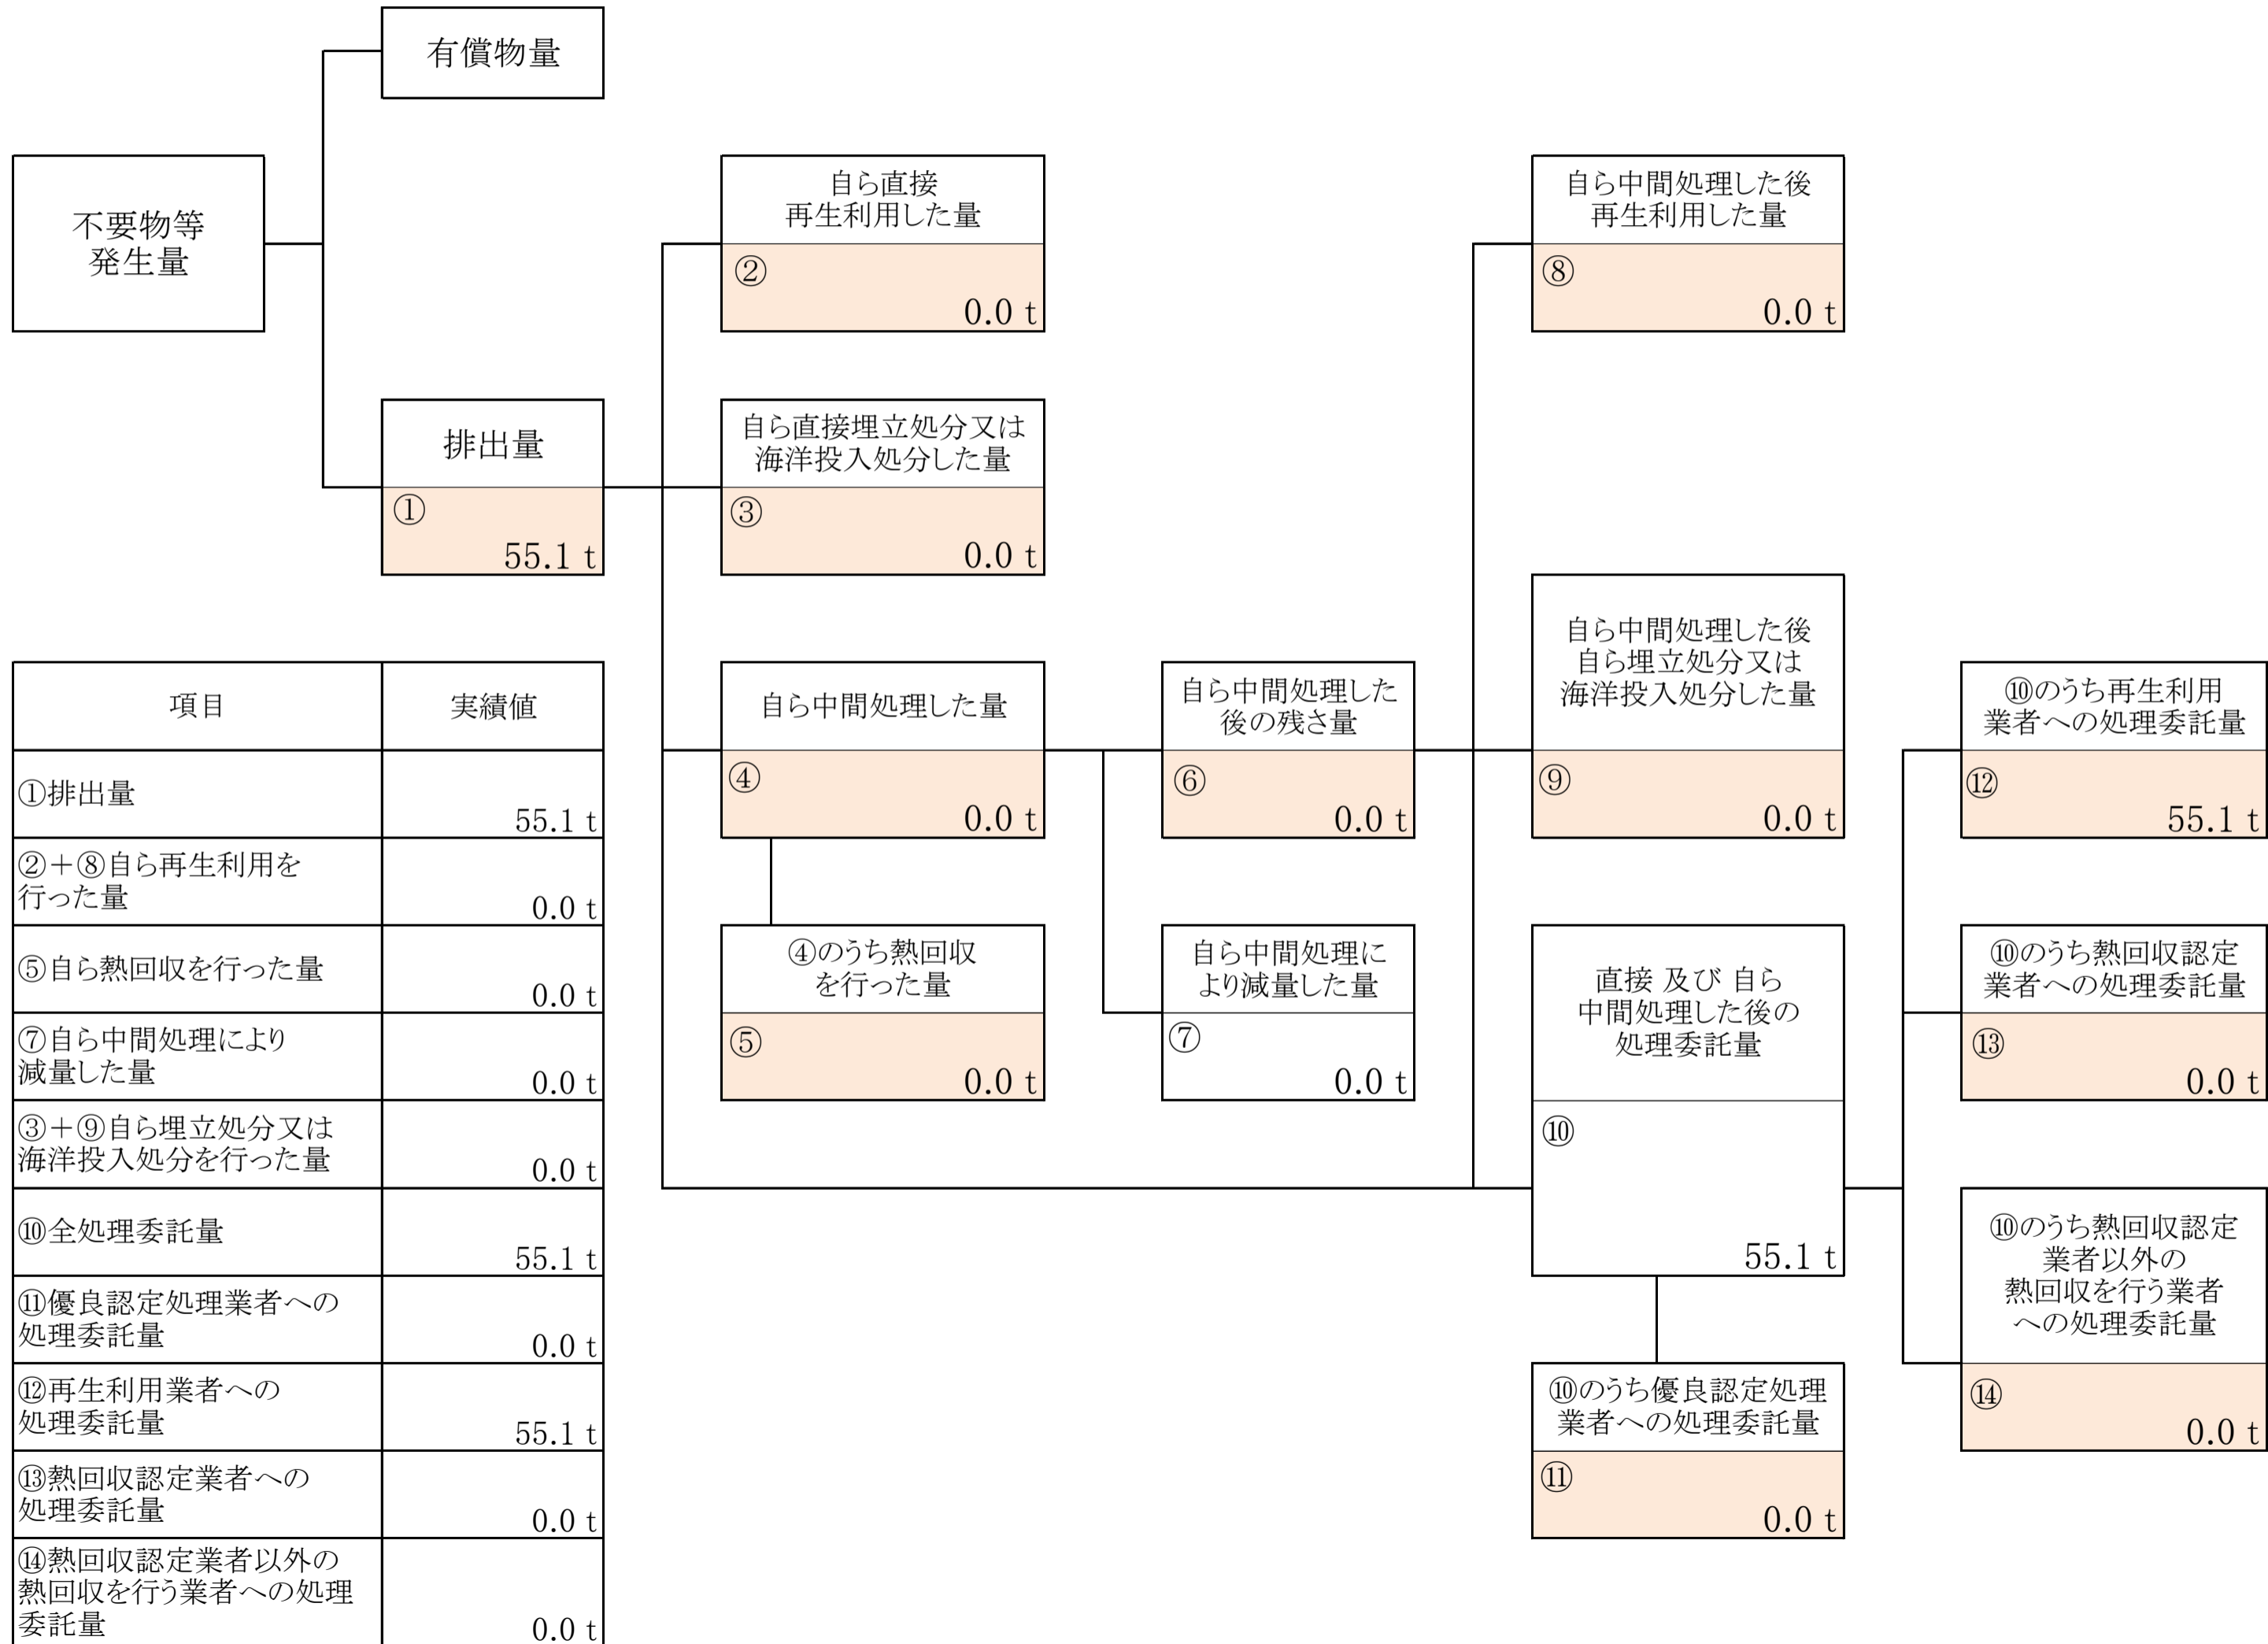 有償物量
不要物等
発生量
自ら直接
再生利用した量
②
0.0 t
自ら中間処理した後
再生利用した量
⑧
0.0 t
排出量
①
55.1 t
自ら直接埋立処分又は
海洋投入処分した量
③
0.0 t
自ら中間処理した量
④
0.0 t
自ら中間処理した
後の残さ量
⑥
0.0 t
自ら中間処理した後
自ら埋立処分又は
海洋投入処分した量
⑨
0.0 t
⑩のうち再生利用
業者への処理委託量
⑫
55.1 t
④のうち熱回収
を行った量
⑤
0.0 t
自ら中間処理に
より減量した量
⑦
0.0 t
直接 及び 自ら
中間処理した後の
処理委託量
⑩
55.1 t
⑩のうち熱回収認定
業者への処理委託量
⑬
0.0 t
⑩のうち熱回収認定
業者以外の
熱回収を行う業者
への処理委託量
⑭
0.0 t
⑩のうち優良認定処理
業者への処理委託量
⑪
0.0 t
項目 実績値
①排出量
55.1 t
②+⑧自ら再生利用を
行った量
0.0 t
⑤自ら熱回収を行った量
0.0 t
⑦自ら中間処理により
減量した量
0.0 t
③+⑨自ら埋立処分又は
海洋投入処分を行った量
0.0 t
⑩全処理委託量
55.1 t
⑪優良認定処理業者への
処理委託量
0.0 t
⑫再生利用業者への
処理委託量
55.1 t
⑬熱回収認定業者への
処理委託量
0.0 t
⑭熱回収認定業者以外の
熱回収を行う業者への処理
委託量
0.0 t